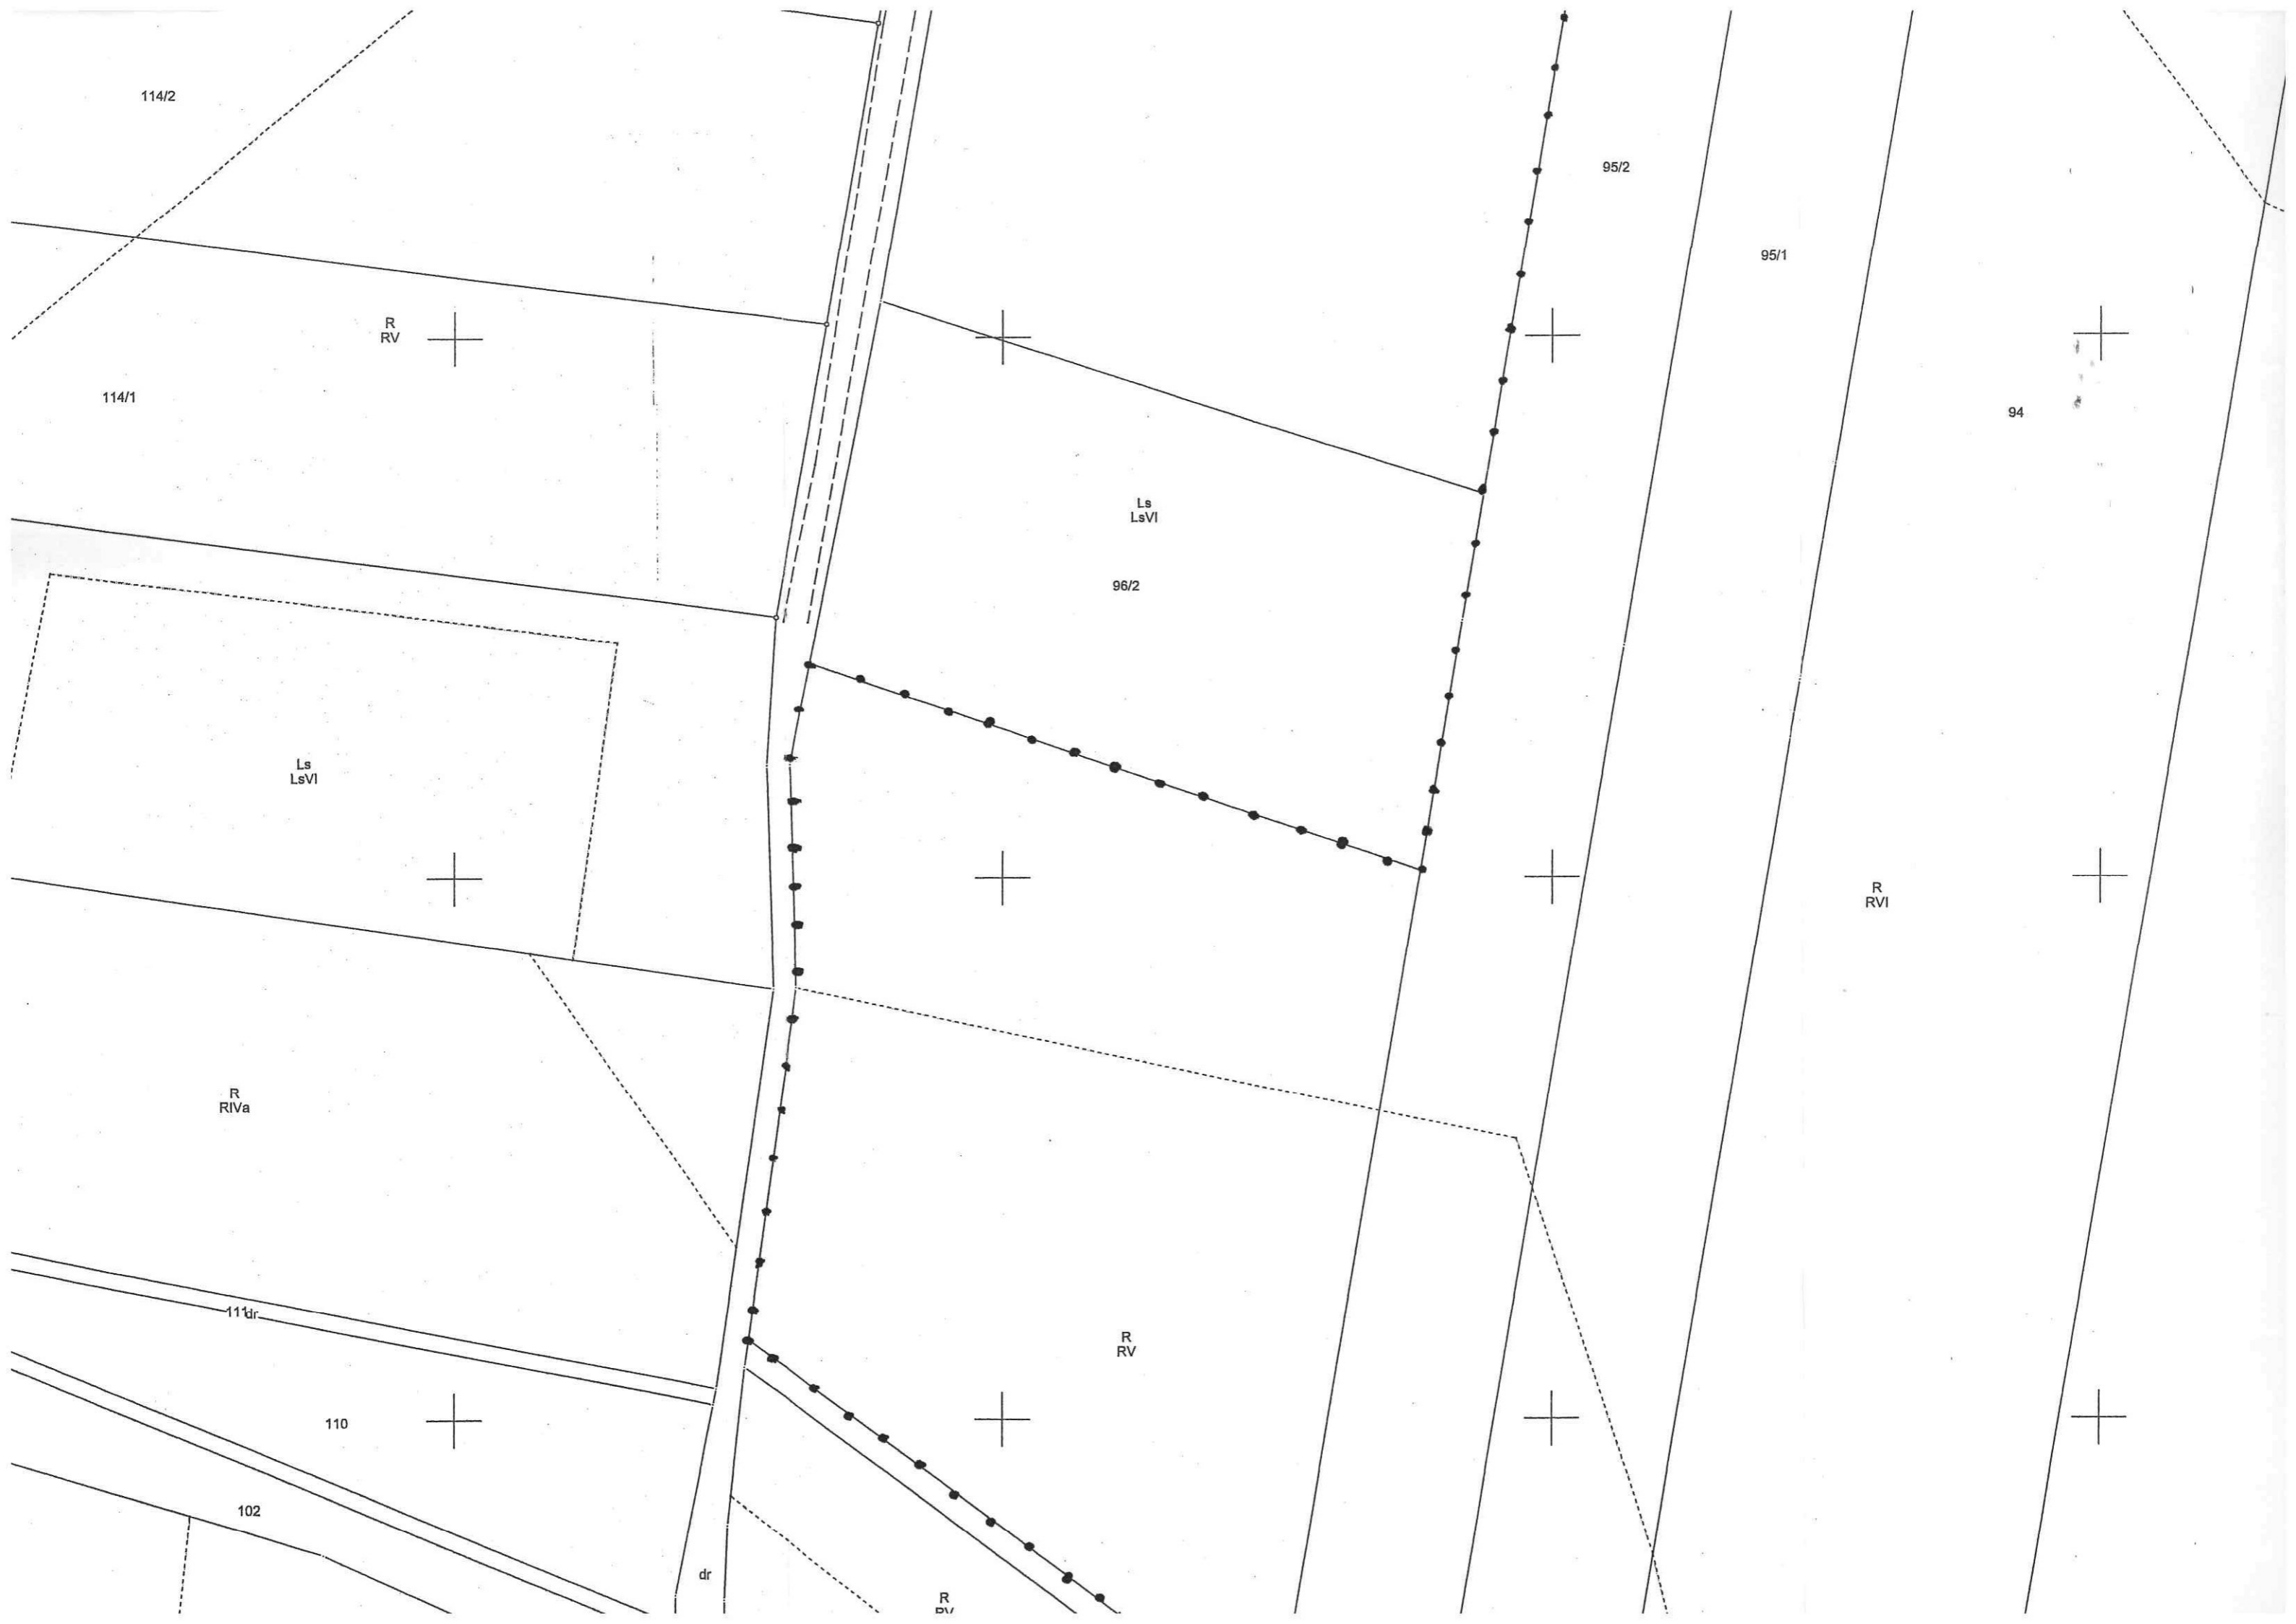 114/2
95/2
95/1
R
RV
114/1
94
Ls
LsVI
96/2
Ls
LsVI
R
RVI
R
RIVa
111dr
R
RV
110
102
dr
R
RV